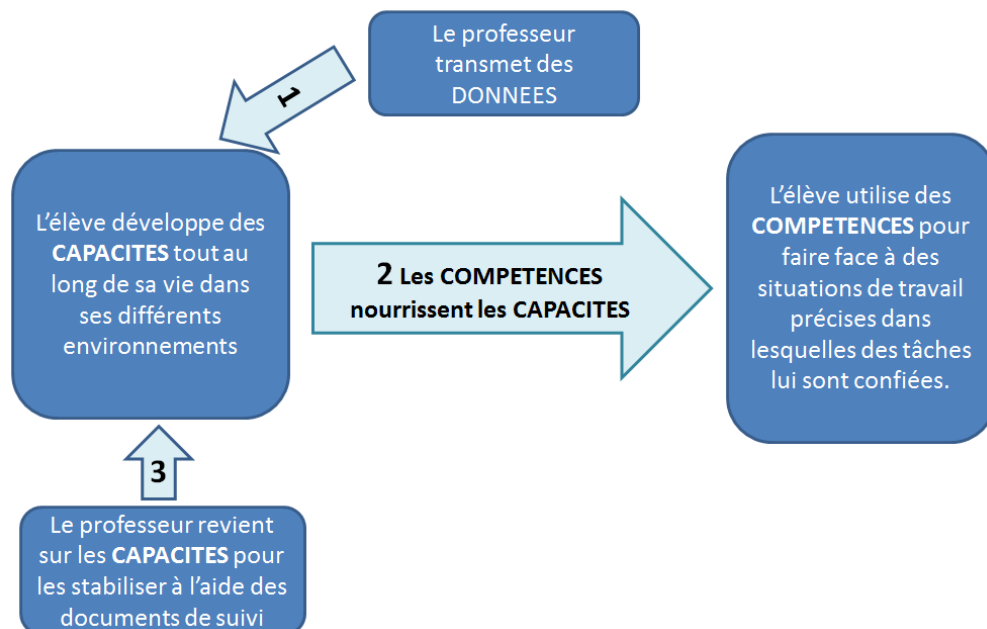 Le professeur
transmet des
DONNEES
1
L’élève développe des
CAPACITES tout au
long de sa vie dans
ses différents
environnements
2 Les COMPETENCES
nourrissent les CAPACITES
L’élève utilise des
COMPETENCES pour
faire face à des
situations de travail
précises dans
lesquelles des tâches
lui sont confiées.
3
Le professeur revient
sur les CAPACITES pour
les stabiliser à l’aide des
documents de suivi